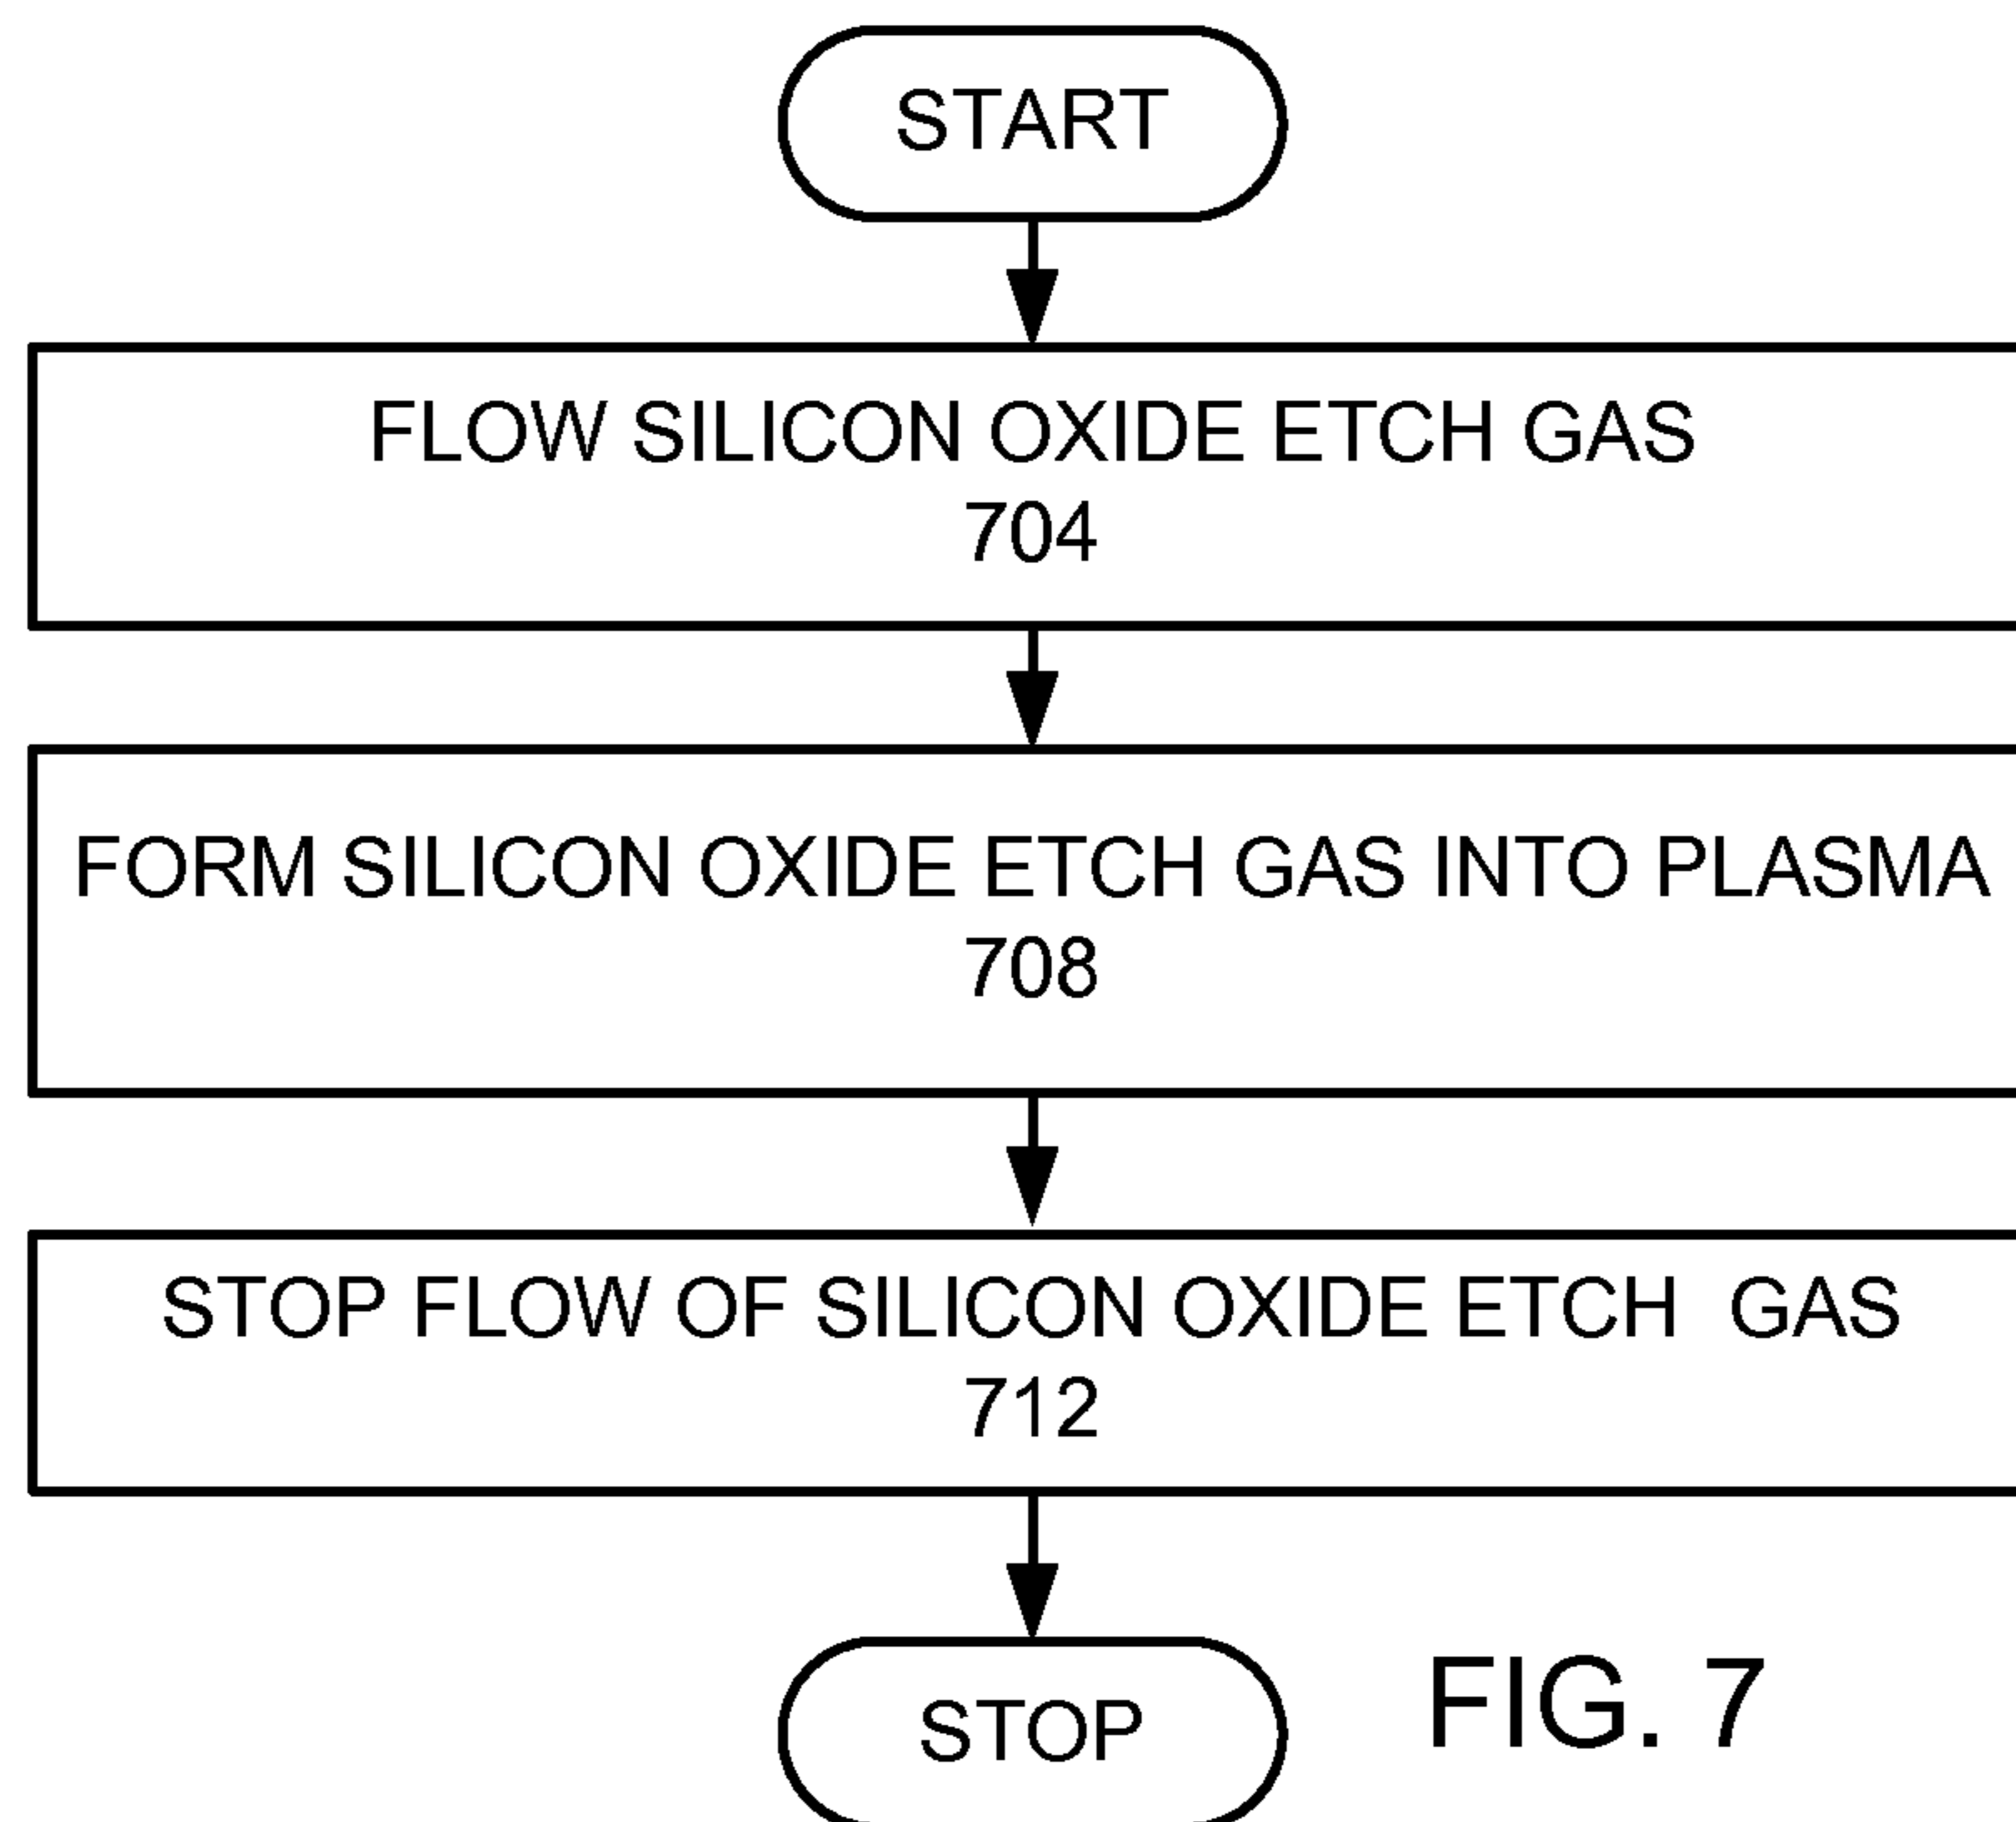 START
FLOW SILICON OXIDE ETCH GAS
704
FORM SILICON OXIDE ETCH GAS INTO PLASMA
708
STOP FLOW OF SILICON OXIDE ETCH  GAS
712
STOP
FIG. 7